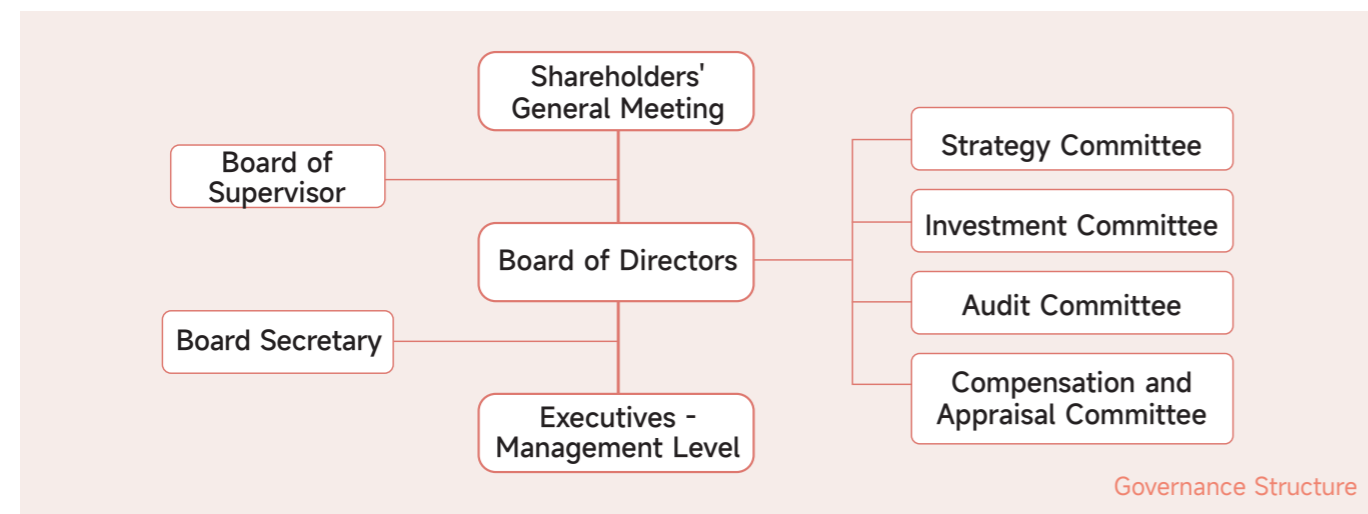 Shareholders'
General Meeting
Board of
Supervisor
Board of Directors
Board Secretary
Executives -
Management Level
Strategy Committee
Investment Committee
Audit Committee
Compensation and
Appraisal Committee
Governance Structure